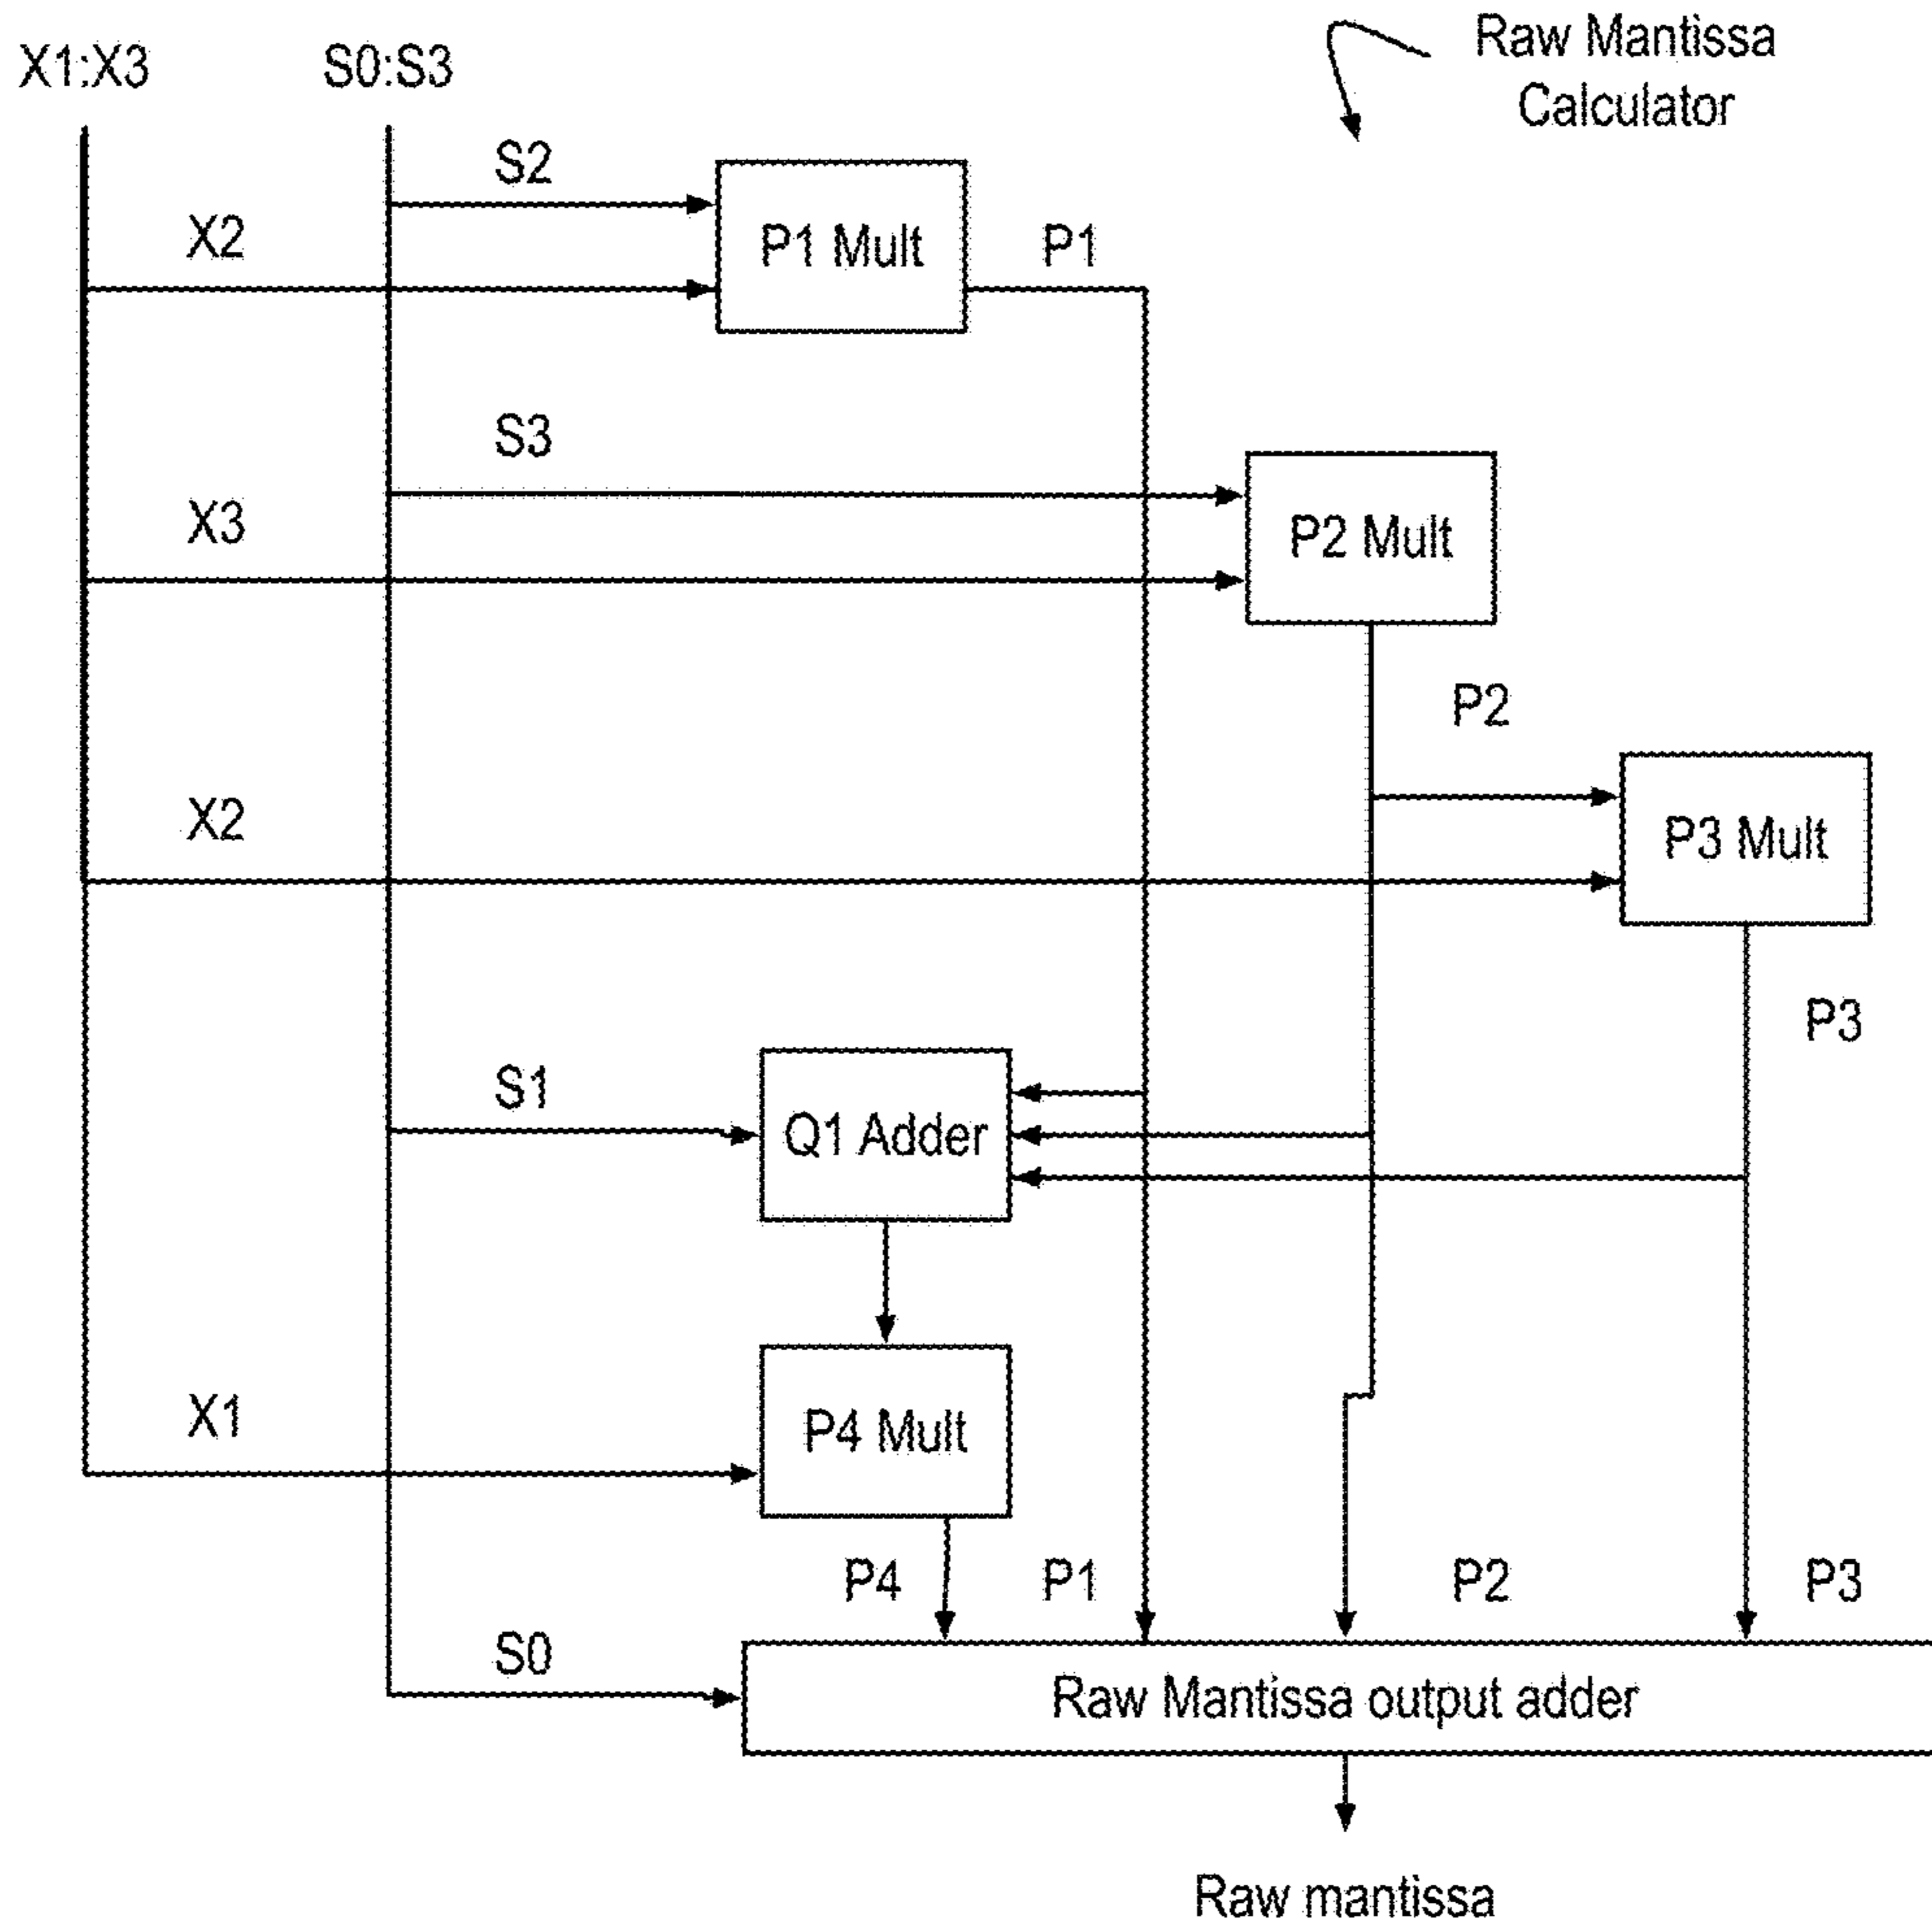 Raw Mantissa
Calculator
X1:X3
S0:S3
S2
X2
P1 Mult
P1
S3
X3
P2 Mult
P2
X2
P3 Mult
P3
S1
Q1 Adder
X1
P4 Mult
P4
P1
P2
P3
S0
Raw Mantissa output adder
Raw mantissa